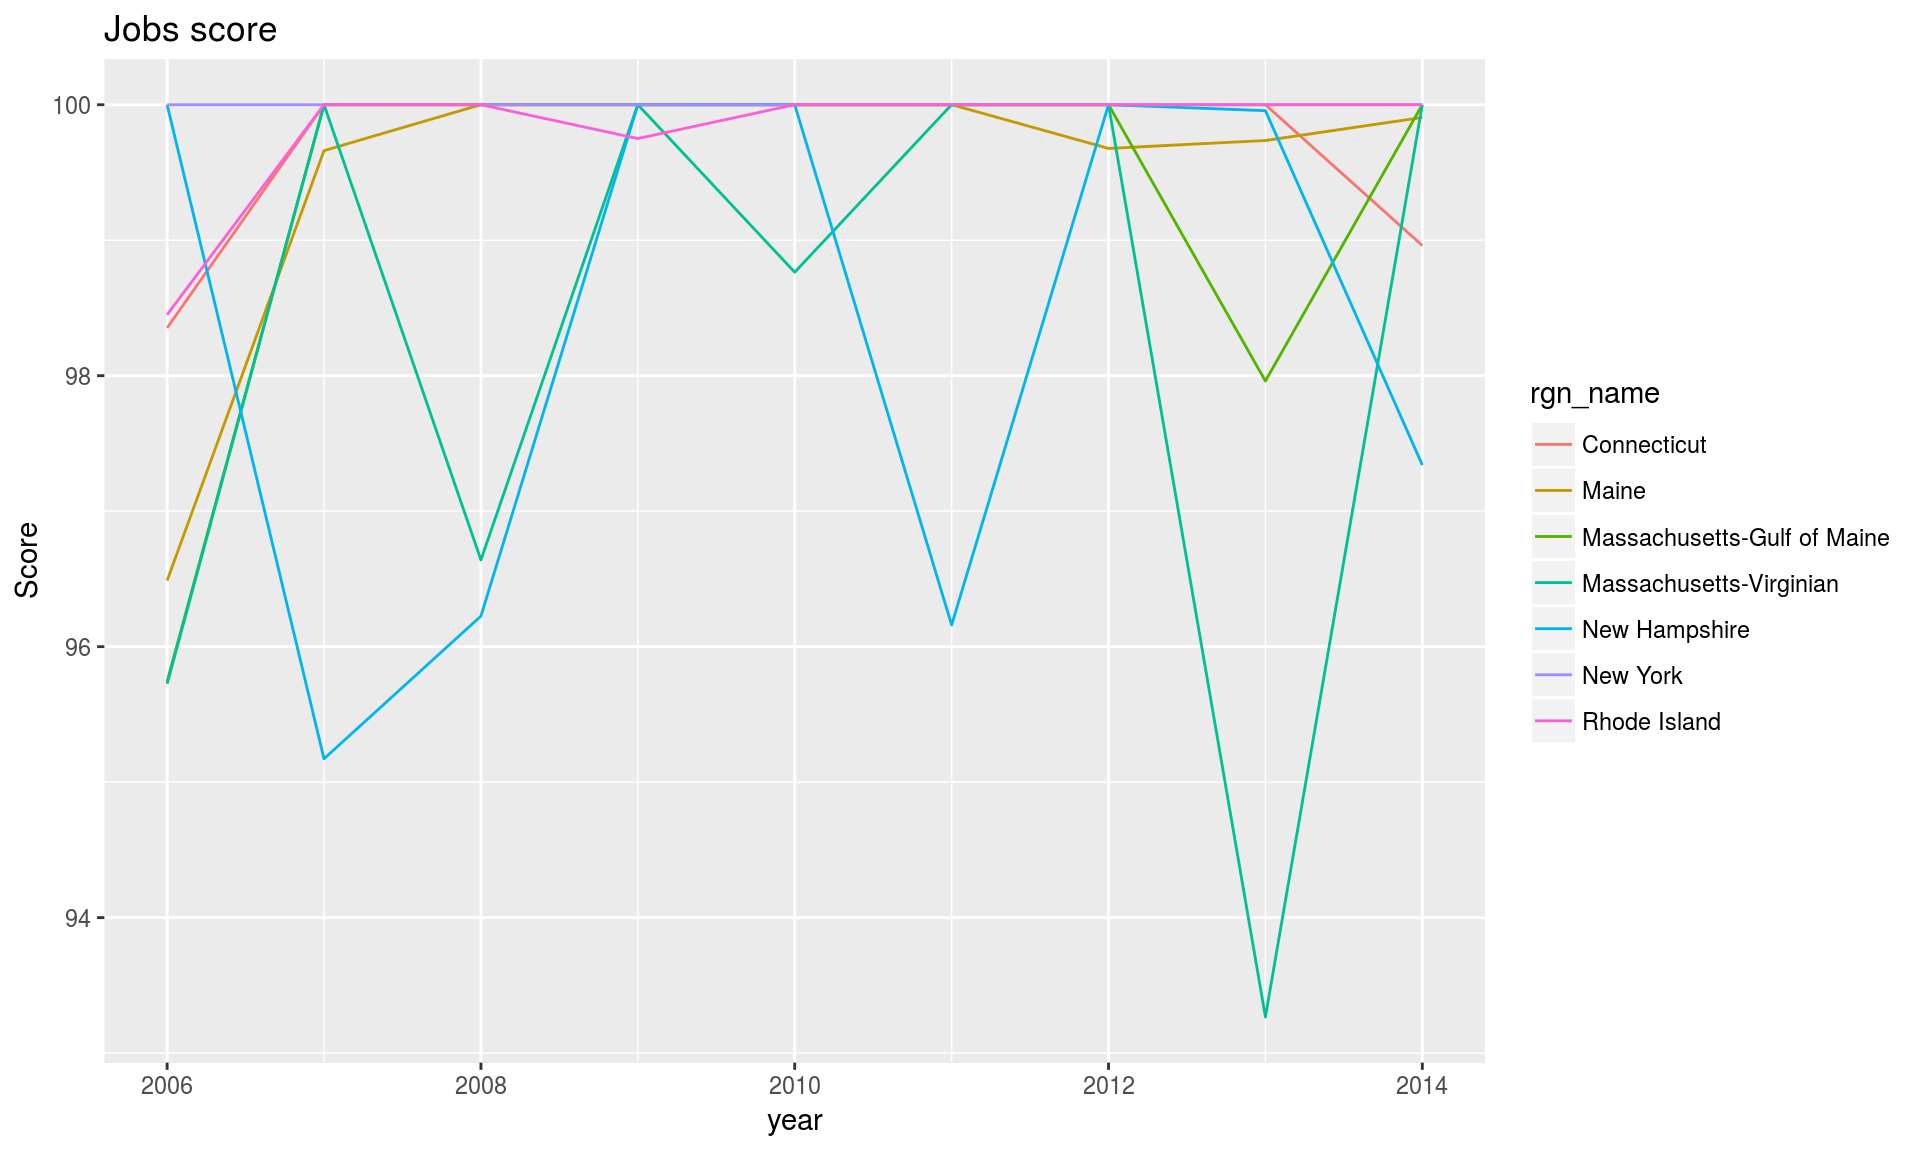 Jobs score
100
98
96
94
Score
2006
2008
2010
2012
2014
year
rgn_name
Connecticut
Maine
Massachusetts-Gulf of Maine
Massachusetts-Virginian
New Hampshire
New York
Rhode Island